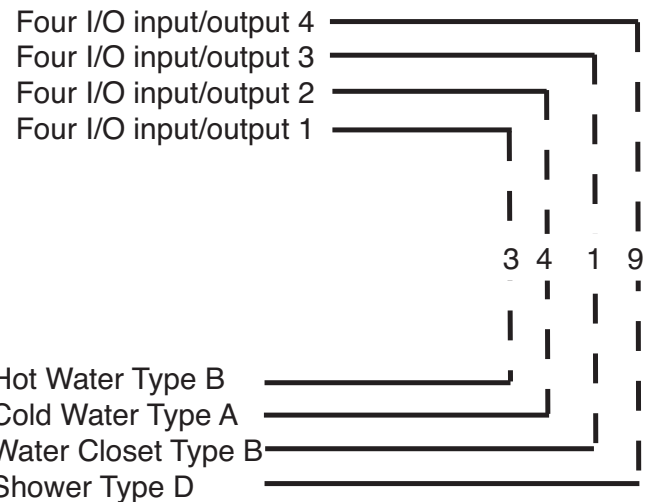 Four I/O input/output 4
Four I/O input/output 3
Four I/O input/output 2
Four I/O input/output 1
3 4 1 9
Hot Water Type B
Cold Water Type A
Water Closet Type B
Shower Type D